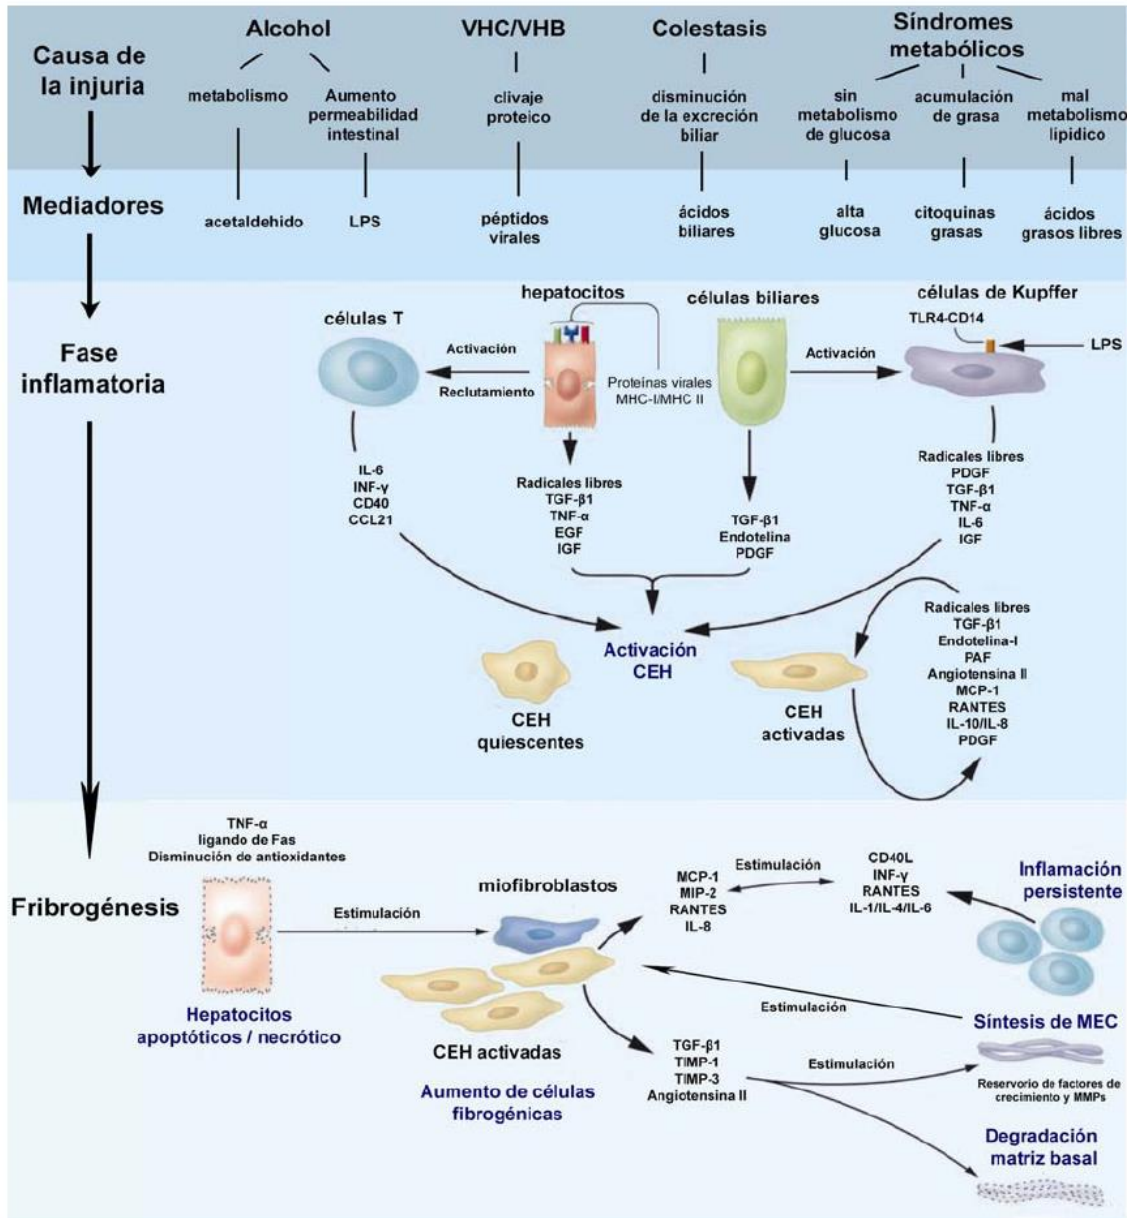 Causa de
la injuria
Alcohol
VHC/VHB
Colestasis
Síndromes
metabólicos
metabolismo
Aumento
permeabilidad
intestinal
clivaje
proteico
disminución
de la excreción
biliar
sin
metabolismo
de glucosa
acumulación
de grasa
mal
metabolismo
lipidico
Mediadores
acetaldehido
LPS
péptidos
virales
ácidos
biliares
alta
glucosa
citoquinas
grasas
ácidos
grasos libres
Fase
inflamatoria
células T
hepatocitos
células biliares
células de Kupffer
TLR4-CD14
LPS
Activación
Reclutamiento
Proteínas virales
MHC-I/MHC II
Activación
IL-6
INF-γ
CD40
CCL21
Radicales libres
TGF-β1
TNF-α
EGF
IGF
TGF-β1
Endotelina
PDGF
Radicales libres
PDGF
TGF-β1
TNF-α
IL-6
IGF
Activación
CEH
CEH
quiescentes
CEH
activadas
Radicales libres
TGF-β1
Endotelina-I
PAF
Angiotensina II
MCP-1
RANTES
IL-10/IL-8
PDGF
Fribrogénesis
TNF-α
ligando de Fas
Disminución de antioxidantes
Estimulación
Hepatocitos
apoptóticos / necrótico
miofibroblastos
CEH activadas
Aumento de células
fibrogénicas
MCP-1
MIP-2
RANTES
IL-8
Estimulación
CD40L
INF-γ
RANTES
IL-1/IL-4/IL-6
Inflamación
persistente
Estimulación
Síntesis de MEC
TGF-β1
TIMP-1
TIMP-3
Angiotensina II
Estimulación
Reservorio de factores de
crecimiento y MMPs
Degradación
matriz basal